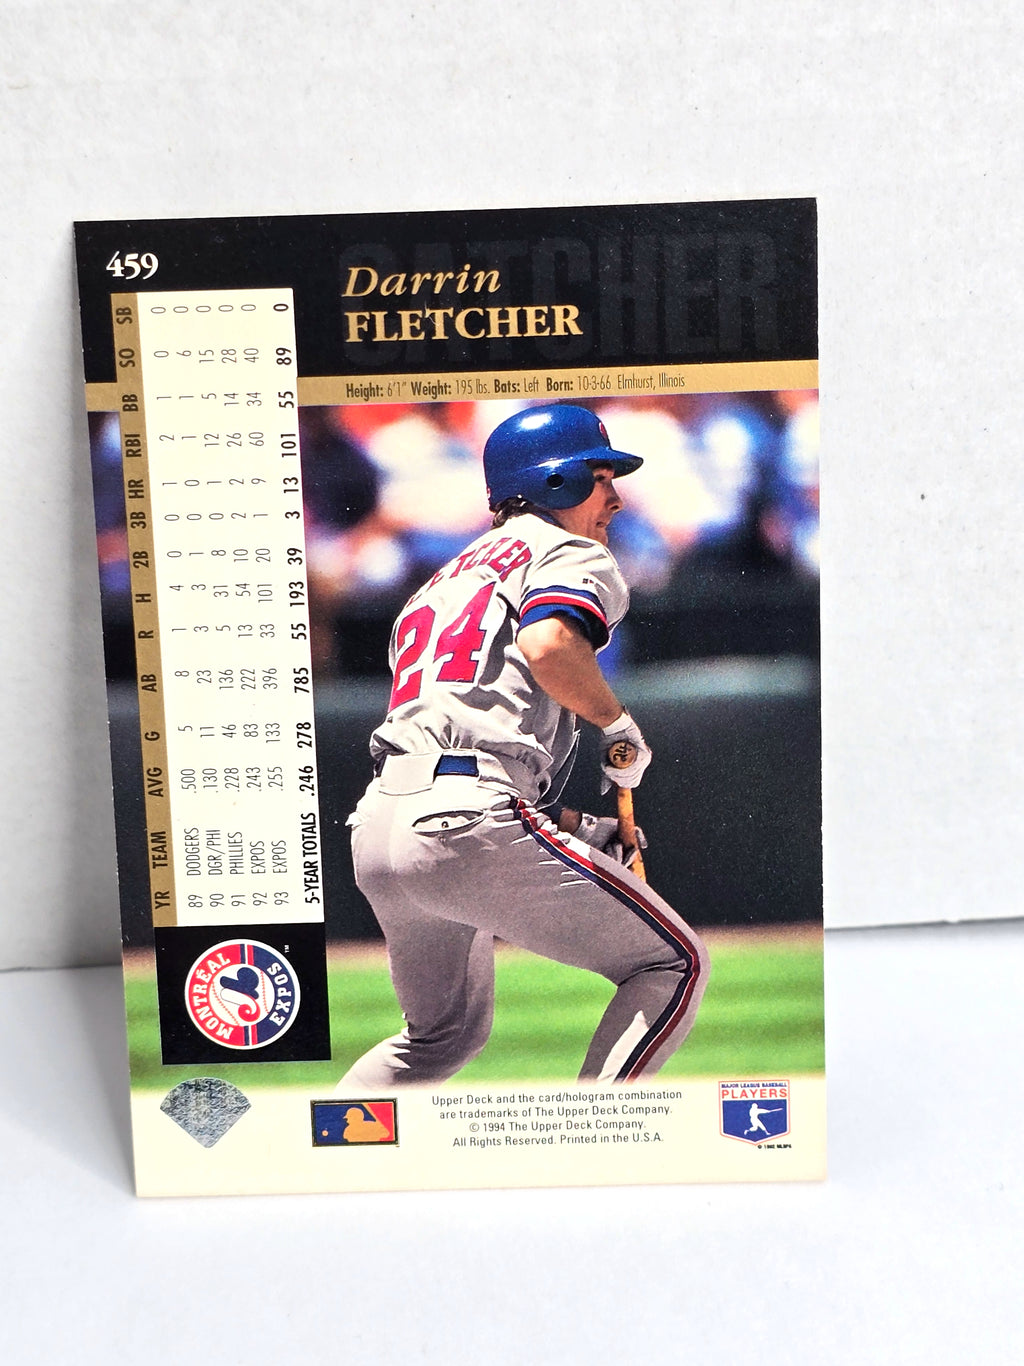 459
CATCHER
Darrin
FLETCHER
Height: 6'1" Weight: 195 lbs. Bats: Left Born: 10-3-66 Elmhurst, Illinois
YR TEAM AVG G AB R H 2B 3B HR RBI BB SO SB
89 DODGERS .500 5 8 1 4 0 0 1 2 1 0 0
90 DGR/PHI .130 11 23 3 3 1 0 0 1 1 6 0
91 PHILLIES .228 46 136 5 31 8 0 1 12 5 15 0
92 EXPOS .243 83 222 13 54 10 2 2 26 14 28 0
93 EXPOS .255 133 396 33 101 20 1 9 60 34 40 0
5-YEAR TOTALS .246 278 785 55 193 39 3 13 101 55 89 0
TCHER
24
MONTRÉAL
EXPOS
TM
Upper Deck and the card/hologram combination
are trademarks of The Upper Deck Company.
© 1994 The Upper Deck Company.
All Rights Reserved. Printed in the U.S.A.
MAJOR LEAGUE BASEBALL
PLAYERS